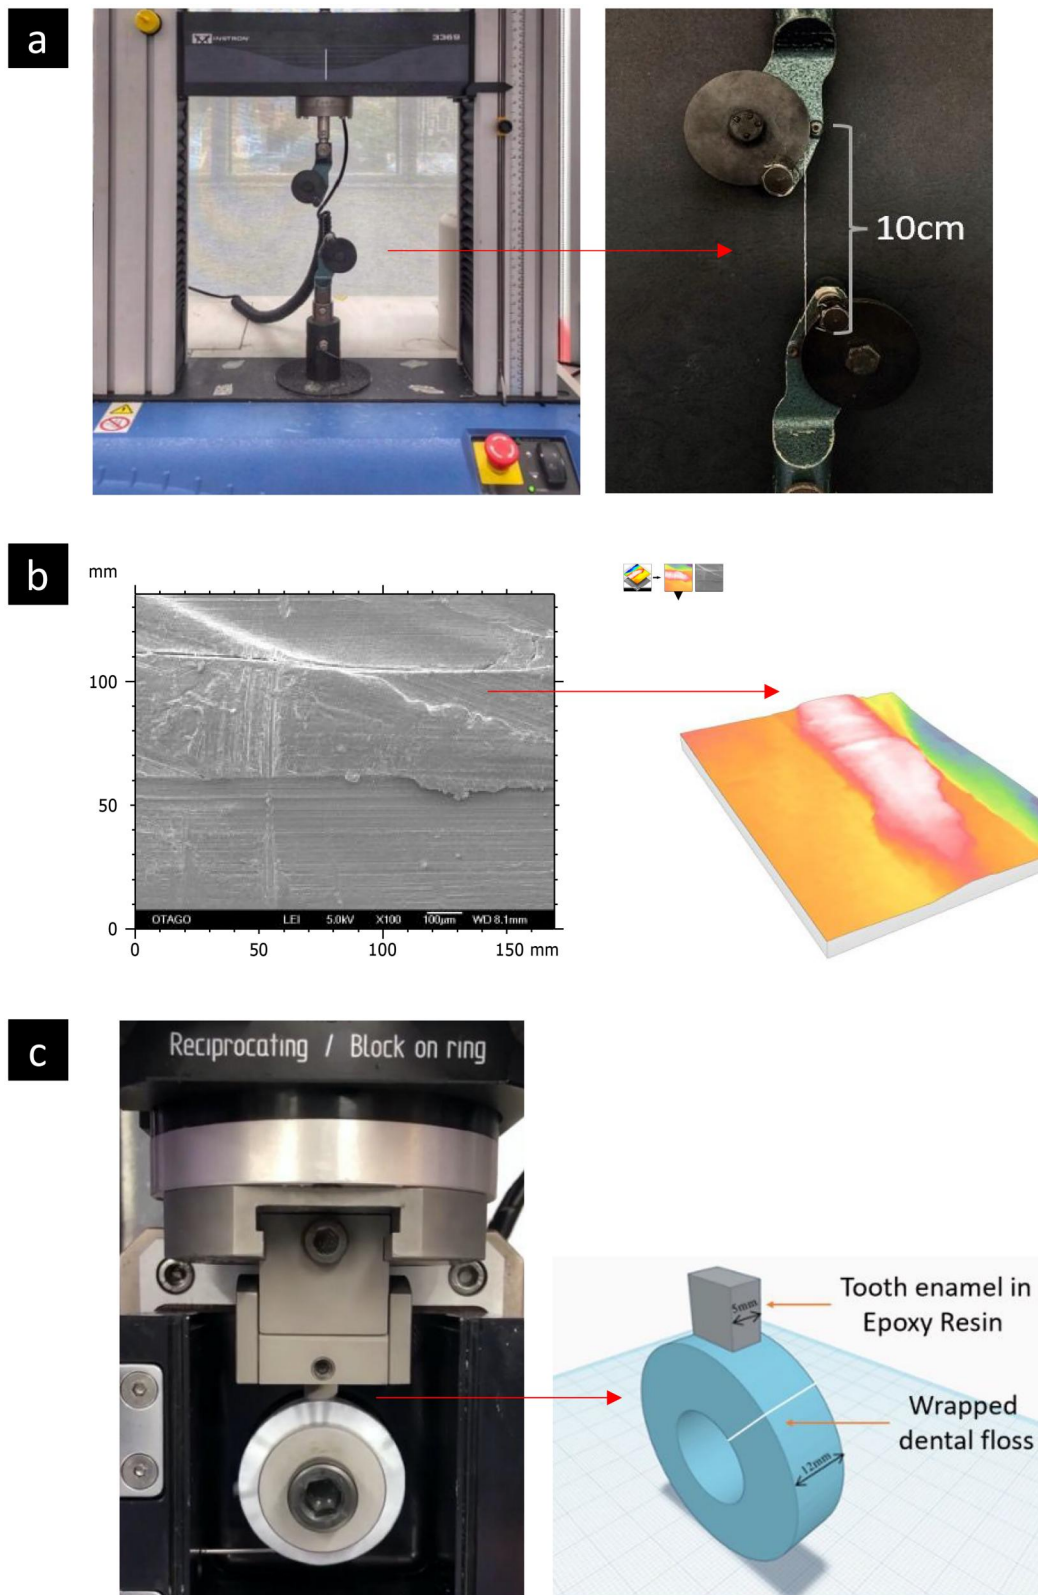 a
INSTRON
3369
10cm
b
mm
100
50
0
0 50 100 150 mm
OTAGO LEI 5.0kV X100 100μm WD 8.1mm
c
Reciprocating / Block on ring
5mm
Tooth enamel in
Epoxy Resin
Wrapped
dental floss
12mm